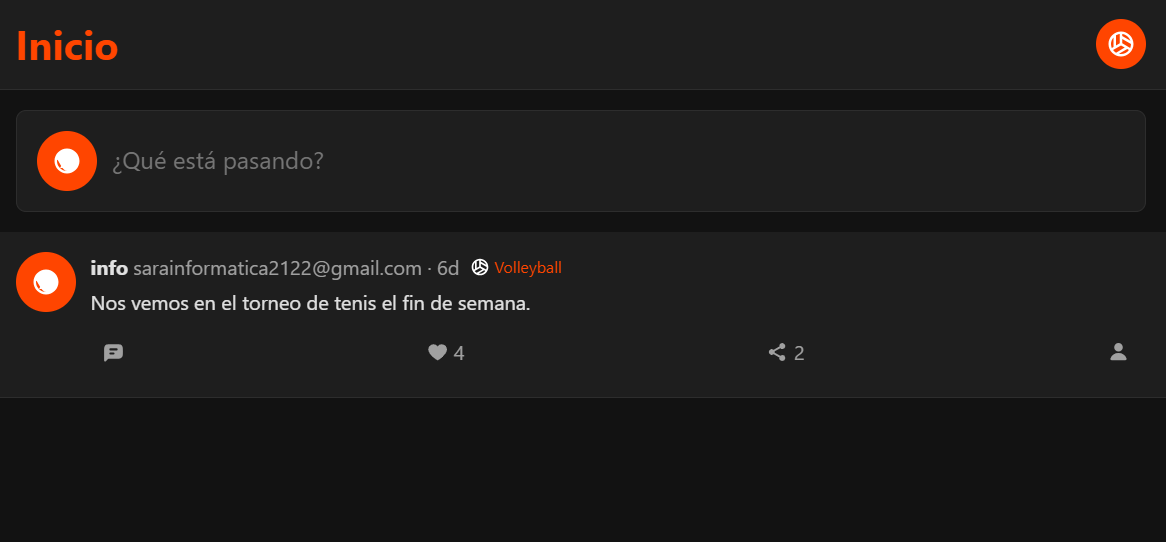 Inicio
¿Qué está pasando?
info sarainformatica2122@gmail.com · 6d Volleyball
Nos vemos en el torneo de tenis el fin de semana.
4 2